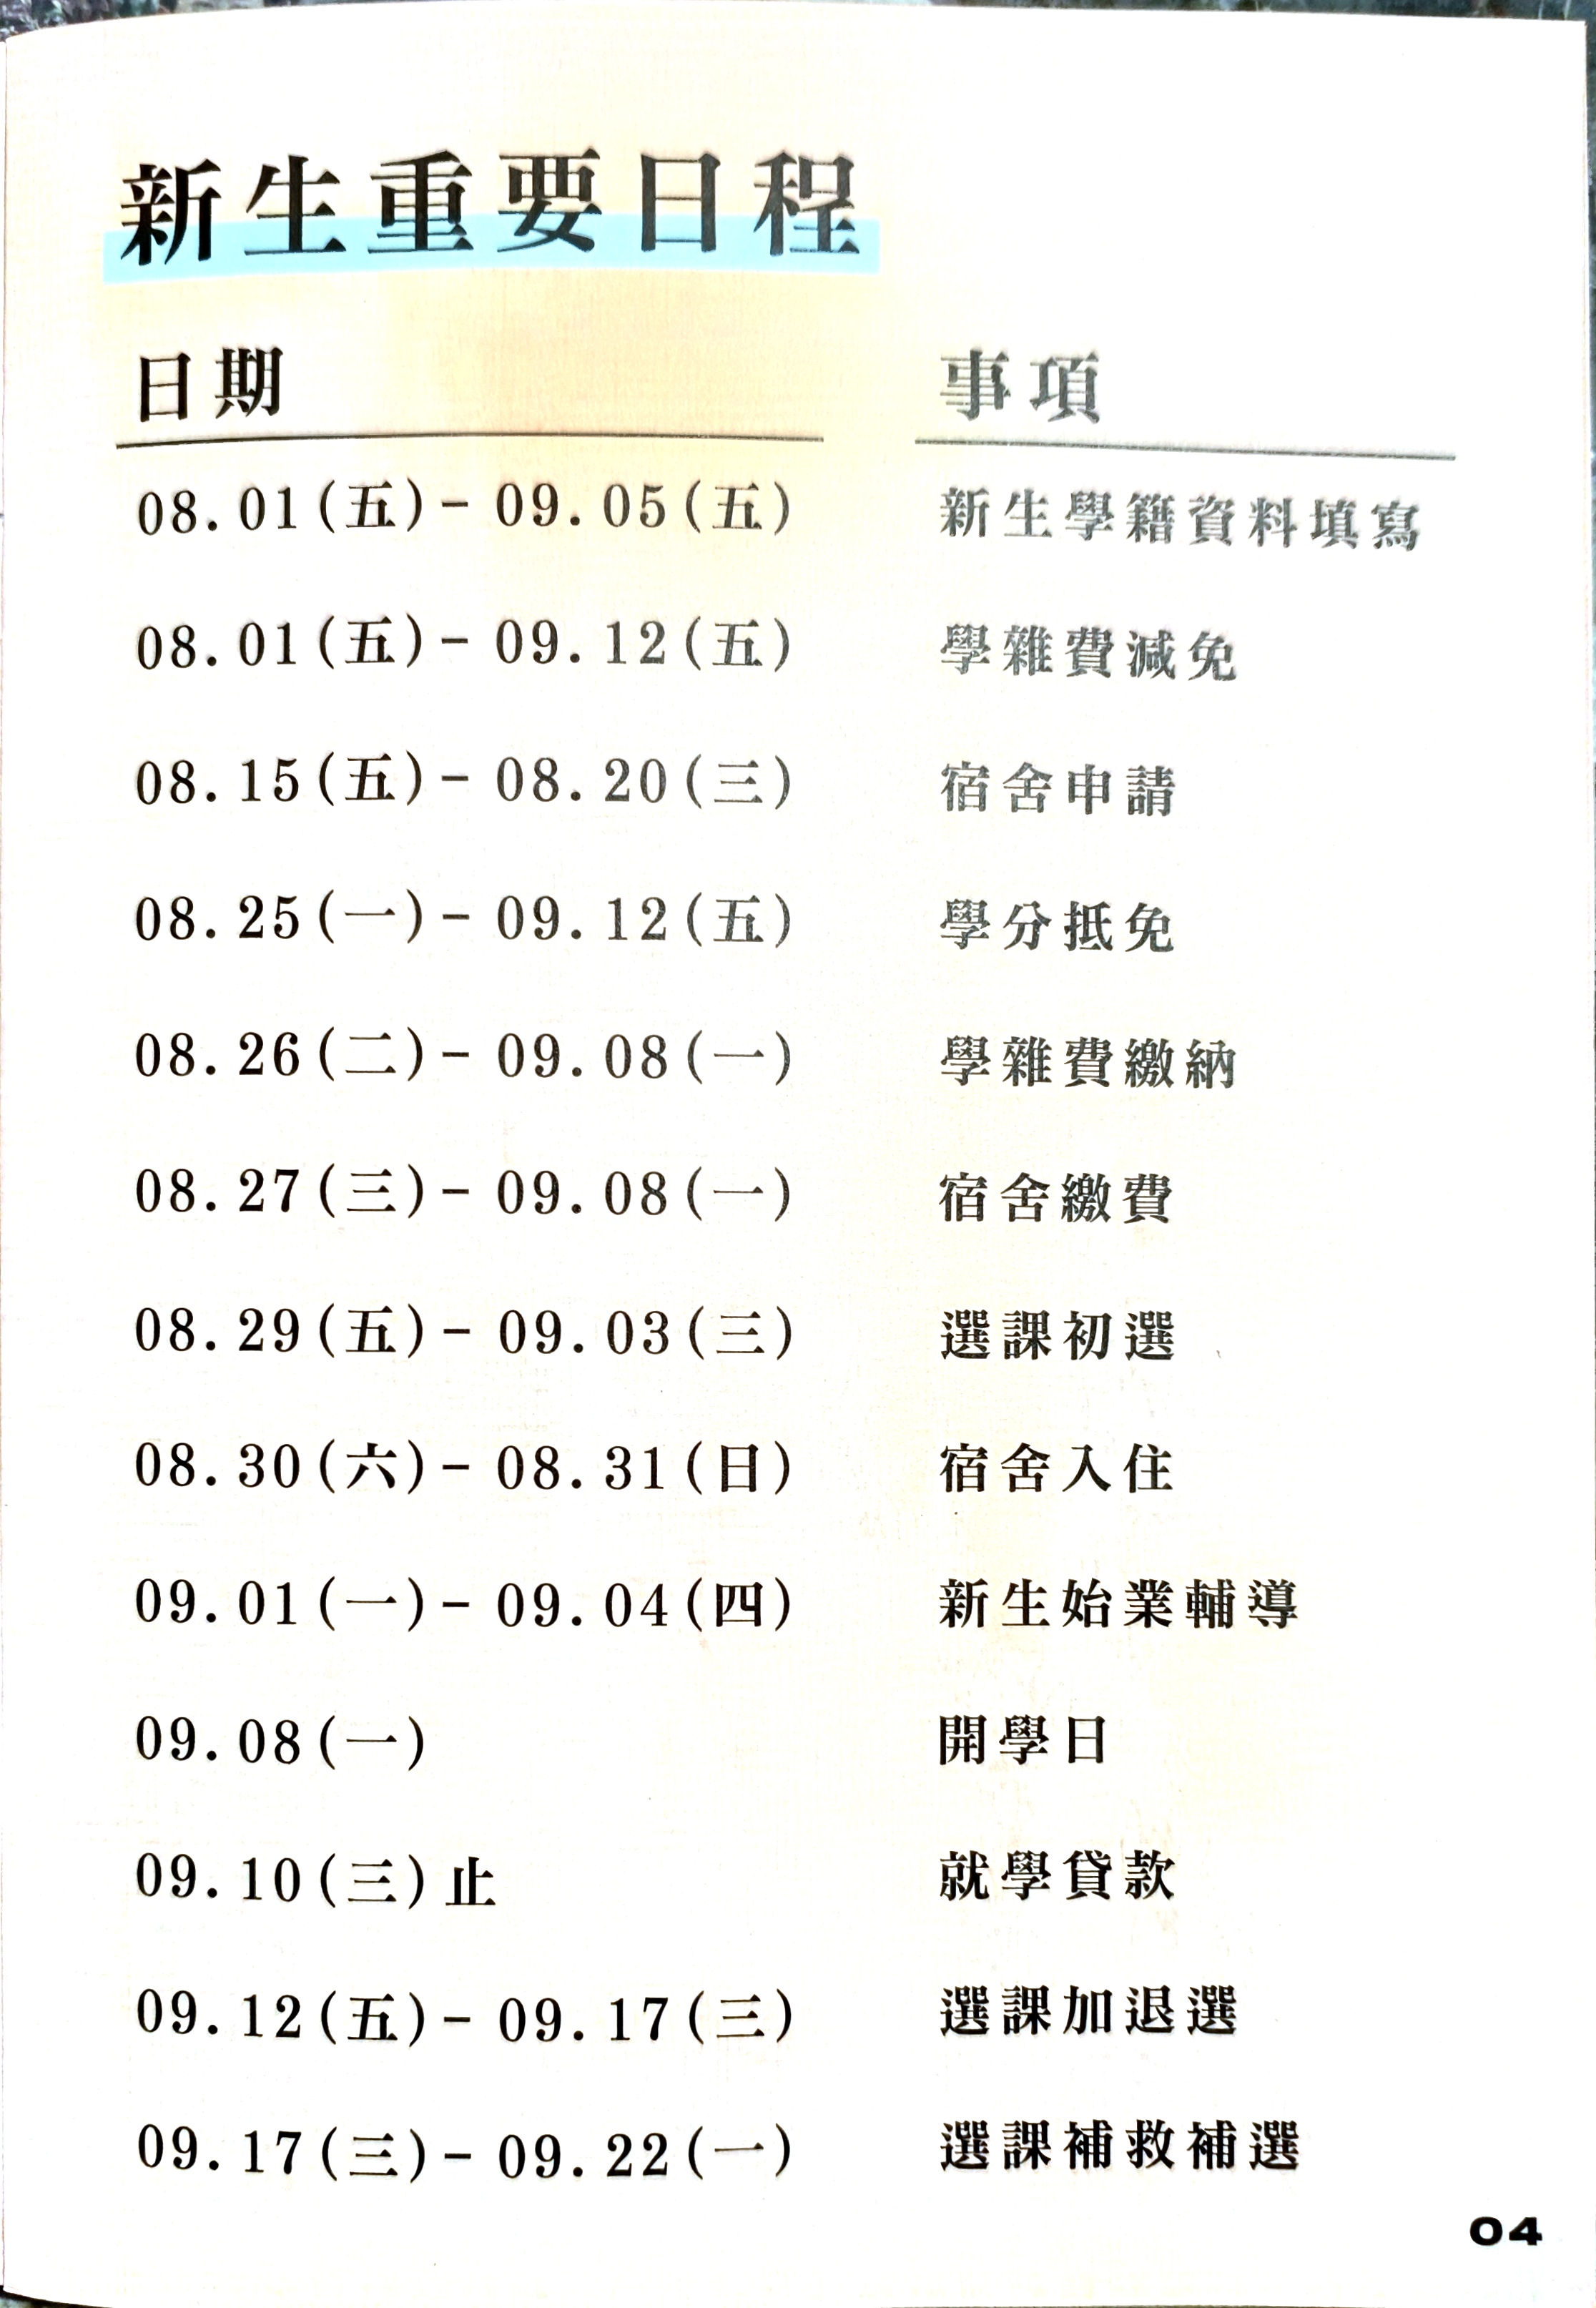 新生重要日程
日期 事項
08.01(五)- 09.05(五) 新生學籍資料填寫
08.01(五)- 09.12(五) 學雜費減免
08.15(五)- 08.20(三) 宿舍申請
08.25(一)- 09.12(五) 學分抵免
08.26(二)- 09.08(一) 學雜費繳納
08.27(三)- 09.08(一) 宿舍繳費
08.29(五)- 09.03(三) 選課初選
08.30(六)- 08.31(日) 宿舍入住
09.01(一)- 09.04(四) 新生始業輔導
09.08(一) 開學日
09.10(三)止 就學貸款
09.12(五)- 09.17(三) 選課加退選
09.17(三)- 09.22(一) 選課補救補選
04